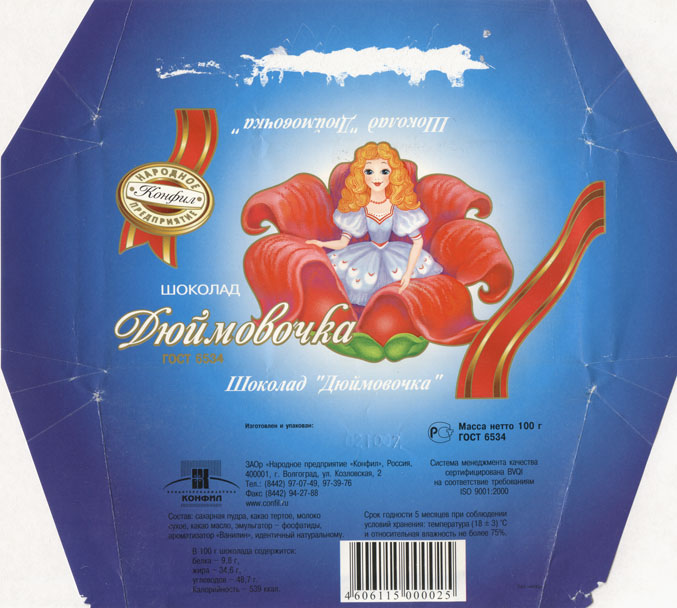 Шоколад "Дюймовочка"
НАРОДНОЕ
Конфил
ПРЕДПРИЯТИЕ
ШОКОЛАД
Дюймовочка
ГОСТ 6534
Шоколад "Дюймовочка"
Изготовлен и упакован:
РСТ Масса нетто 100 г
ГОСТ 6534
КОНФИЛ
ЗАОр «Народное предприятие «Конфил», Россия,
400001, г. Волгоград, ул. Козловская, 2
Тел.: (8442) 97-07-49, 97-39-76
Факс (8442) 94-27-88
www.confil.ru
Система менеджмента качества
сертифицирована BVQI
на соответствие требованиям
ISO 9001:2000
Состав: сахарная пудра, какао тертое, молоко
сухое, какао масло, эмульгатор – фосфатиды,
ароматизатор «Ванилин», идентичный натуральному.
Срок годности 5 месяцев при соблюдении
условий хранения: температура (18 ± 3) °С
и относительная влажность не более 75%.
В 100 г шоколада содержится:
белка – 9,8 г,
жира – 34,6 г,
углеводов – 48,7 г.
Калорийность – 539 ккал.
4 606115 000025